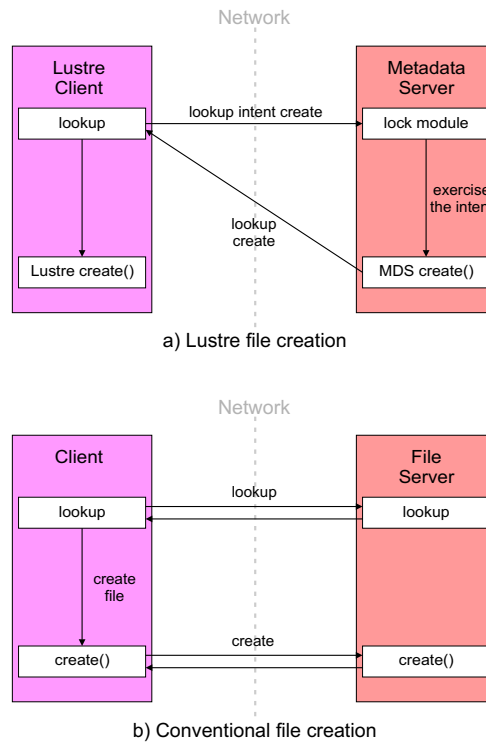 Network
Lustre
Client
Metadata
Server
lookup
lookup intent create
lock module
exercise
the inten
lookup
create
Lustre create()
MDS create()
a) Lustre file creation
Network
Client
File
Server
lookup
lookup
lookup
create
file
create
create()
create()
b) Conventional file creation